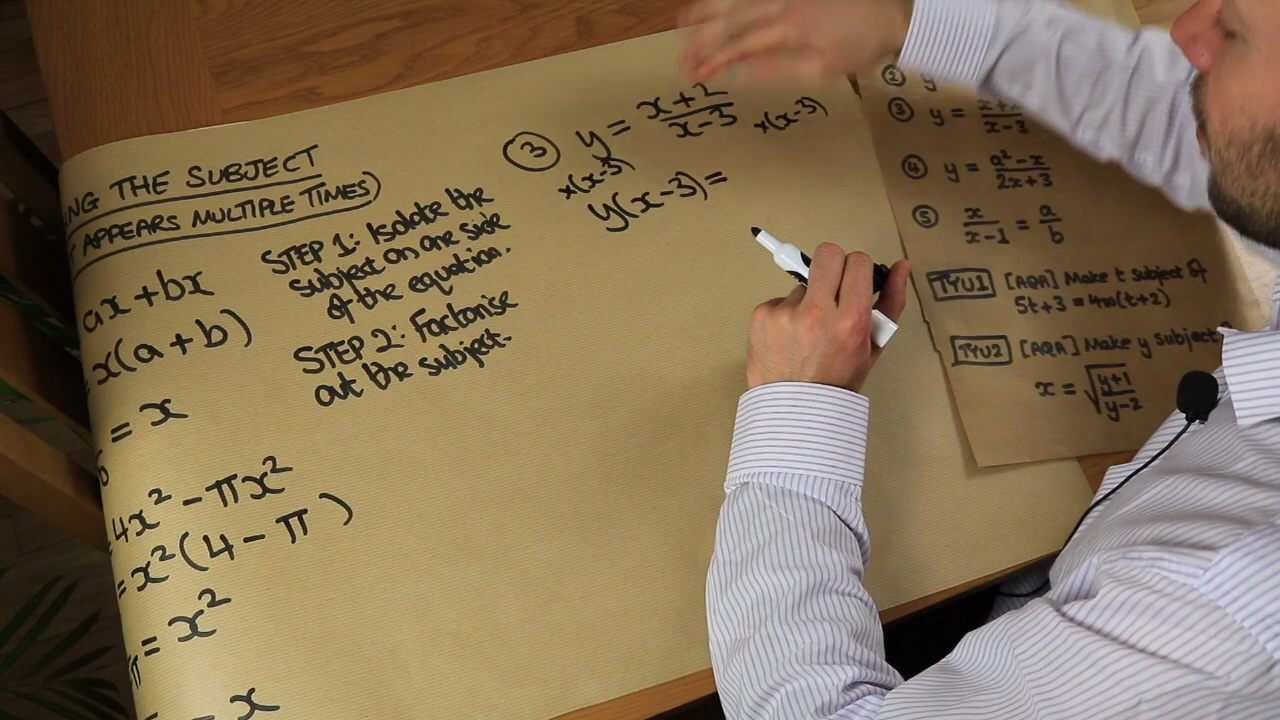 ING THE SUBJECT
T APPEARS MULTIPLE TIMES)
ax + bx
= x(a + b)
b = x
= 4x² - πx²
= x²(4 - π)
π = x²
= x
STEP 1: Isolate the
subject on one side
of the equation.
STEP 2: Factorise
out the subject.
③ y = x+2/x-3 ×(x-3)
×(x-3)
y(x-3) =
② y
③ y = x+2/x-3
④ y = a²-x/2x+3
⑤ x/x-1 = a/b
TYU1 [AQA] Make t subject of
5t+3 = 4w(t+2)
TYU2 [AQA] Make y subject
x = √y+1/y-2